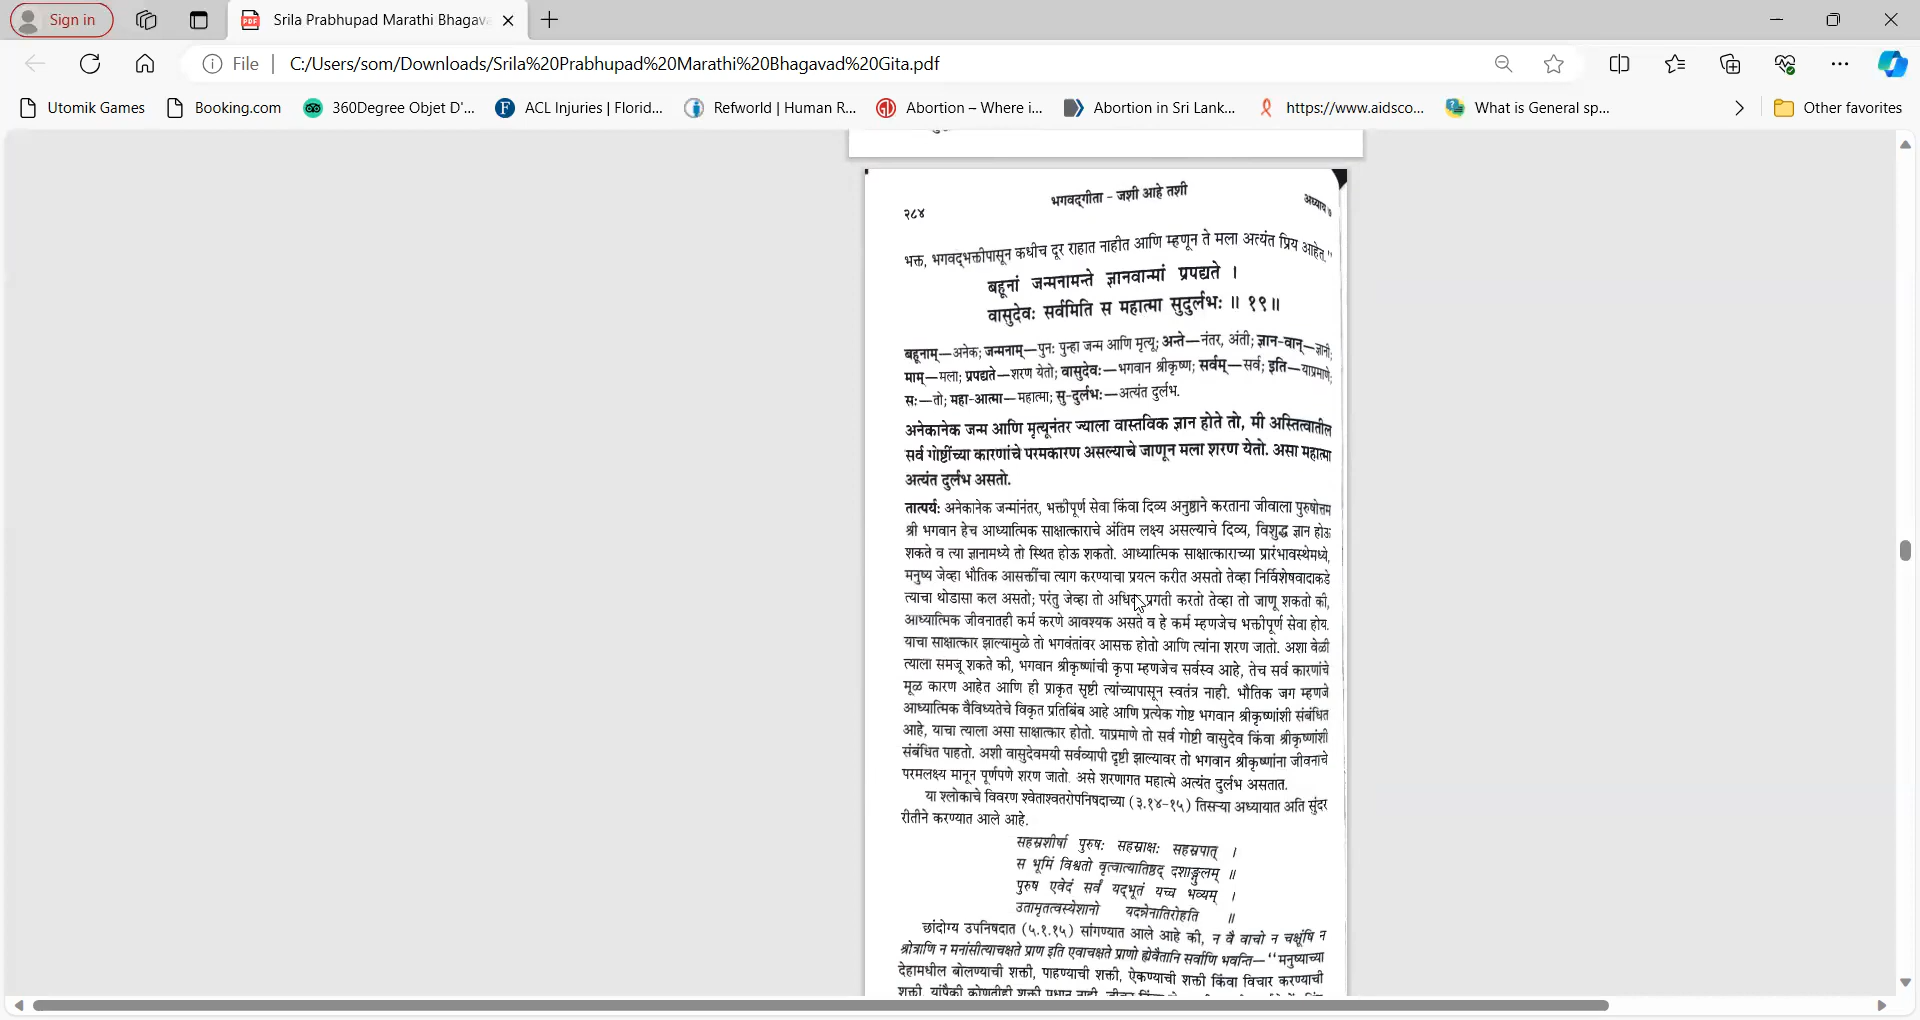 Sign in
Srila Prabhupad Marathi Bhagava
File
C:/Users/som/Downloads/Srila%20Prabhupad%20Marathi%20Bhagavad%20Gita.pdf
Utomik Games
Booking.com
360Degree Objet D'...
ACL Injuries | Florid...
Refworld | Human R...
Abortion – Where i...
Abortion in Sri Lank...
https://www.aidsco...
What is General sp...
Other favorites
२८४
भगवद्‌गीता - जशी आहे तशी
अध्याय ७
भक्त, भगवद्‌भक्तीपासून कधीच दूर राहात नाहीत आणि म्हणून ते मला अत्यंत प्रिय आहेत.''
बहूनां जन्मनामन्ते ज्ञानवान्मां प्रपद्यते ।
वासुदेवः सर्वमिति स महात्मा सुदुर्लभः ॥ १९॥
बहूनाम्—अनेक; जन्मनाम्—पुनः पुन्हा जन्म आणि मृत्यू; अन्ते—नंतर, अंती; ज्ञान-वान्—ज्ञानी;
माम्—मला; प्रपद्यते—शरण येतो; वासुदेवः—भगवान श्रीकृष्ण; सर्वम्—सर्व; इति—याप्रमाणे;
सः—तो; महा-आत्मा—महात्मा; सु-दुर्लभः—अत्यंत दुर्लभ.
अनेकानेक जन्म आणि मृत्यूनंतर ज्याला वास्तविक ज्ञान होते तो, मी अस्तित्वातील
सर्व गोष्टींच्या कारणांचे परमकारण असल्याचे जाणून मला शरण येतो. असा महात्मा
अत्यंत दुर्लभ असतो.
तात्पर्य: अनेकानेक जन्मांनंतर, भक्तीपूर्ण सेवा किंवा दिव्य अनुष्ठाने करताना जीवाला पुरुषोत्तम
श्री भगवान हेच आध्यात्मिक साक्षात्काराचे अंतिम लक्ष्य असल्याचे दिव्य, विशुद्ध ज्ञान होऊ
शकते व त्या ज्ञानामध्ये तो स्थित होऊ शकतो. आध्यात्मिक साक्षात्काराच्या प्रारंभावस्थेमध्ये,
मनुष्य जेव्हा भौतिक आसक्तींचा त्याग करण्याचा प्रयत्न करीत असतो तेव्हा निर्विशेषवादाकडे
त्याचा थोडासा कल असतो; परंतु जेव्हा तो अधिक प्रगती करतो तेव्हा तो जाणू शकतो की,
आध्यात्मिक जीवनातही कर्म करणे आवश्यक असते व हे कर्म म्हणजेच भक्तीपूर्ण सेवा होय.
याचा साक्षात्कार झाल्यामुळे तो भगवंतांवर आसक्त होतो आणि त्यांना शरण जातो. अशा वेळी
त्याला समजू शकते की, भगवान श्रीकृष्णांची कृपा म्हणजेच सर्वस्व आहे, तेच सर्व कारणांचे
मूळ कारण आहेत आणि ही प्राकृत सृष्टी त्यांच्यापासून स्वतंत्र नाही. भौतिक जग म्हणजे
आध्यात्मिक वैविध्यतेचे विकृत प्रतिबिंब आहे आणि प्रत्येक गोष्ट भगवान श्रीकृष्णांशी संबंधित
आहे, याचा त्याला असा साक्षात्कार होतो. याप्रमाणे तो सर्व गोष्टी वासुदेव किंवा श्रीकृष्णांशी
संबंधित पाहतो. अशी वासुदेवमयी सर्वव्यापी दृष्टी झाल्यावर तो भगवान श्रीकृष्णांना जीवनाचे
परमलक्ष्य मानून पूर्णपणे शरण जातो. असे शरणागत महात्मे अत्यंत दुर्लभ असतात.
या श्लोकाचे विवरण श्वेताश्वतरोपनिषदाच्या (३.१४-१५) तिसऱ्या अध्यायात अति सुंदर
रीतीने करण्यात आले आहे.
सहस्रशीर्षा पुरुषः सहस्राक्षः सहस्रपात् ।
स भूमिं विश्वतो वृत्वात्यातिष्ठद् दशाङ्गुलम् ॥
पुरुष एवेदं सर्वं यद्भूतं यच्च भव्यम् ।
उतामृतत्वस्येशानो यदन्नेनातिरोहति ॥
छांदोग्य उपनिषदात (५.१.१५) सांगण्यात आले आहे की, न वै वाचो न चक्षूंषि न
श्रोत्राणि न मनांसीत्याचक्षते प्राण इति एवाचक्षते प्राणो ह्येवैतानि सर्वाणि भवन्ति—''मनुष्याच्या
देहामधील बोलण्याची शक्ती, पाहण्याची शक्ती, ऐकण्याची शक्ती किंवा विचार करण्याची
शक्ती, यांपैकी कोणतीही शक्ती प्रधान नाही.